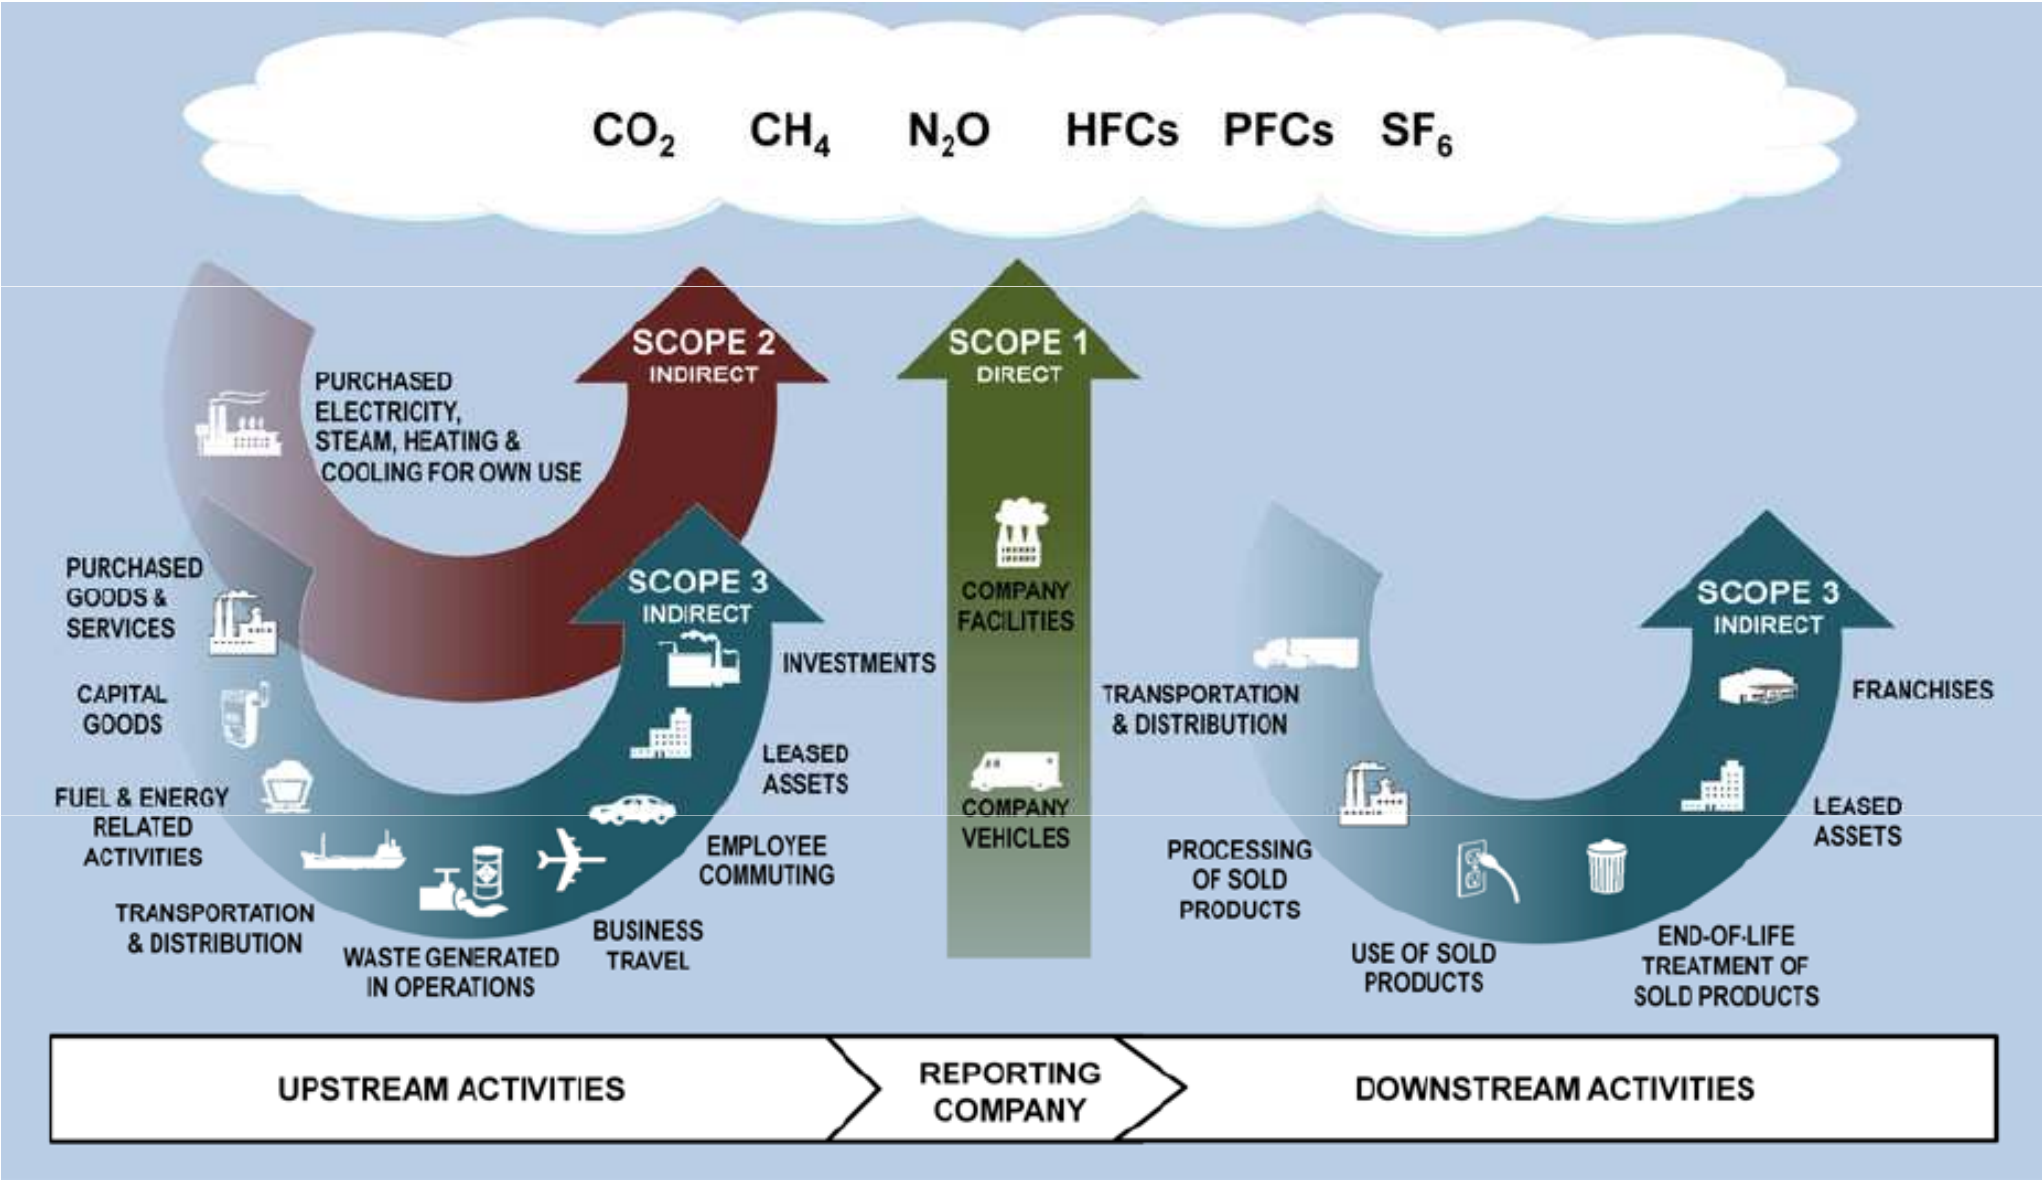 CO₂ CH₄ N₂O HFCs PFCs SF₆
SCOPE 2
INDIRECT
PURCHASED
ELECTRICITY,
STEAM, HEATING &
COOLING FOR OWN USE
SCOPE 1
DIRECT
COMPANY
FACILITIES
COMPANY
VEHICLES
SCOPE 3
INDIRECT
PURCHASED
GOODS &
SERVICES
CAPITAL
GOODS
FUEL & ENERGY
RELATED
ACTIVITIES
TRANSPORTATION
& DISTRIBUTION
WASTE GENERATED
IN OPERATIONS
BUSINESS
TRAVEL
EMPLOYEE
COMMUTING
LEASED
ASSETS
INVESTMENTS
SCOPE 3
INDIRECT
TRANSPORTATION
& DISTRIBUTION
PROCESSING
OF SOLD
PRODUCTS
USE OF SOLD
PRODUCTS
END-OF-LIFE
TREATMENT OF
SOLD PRODUCTS
LEASED
ASSETS
FRANCHISES
UPSTREAM ACTIVITIES
REPORTING
COMPANY
DOWNSTREAM ACTIVITIES